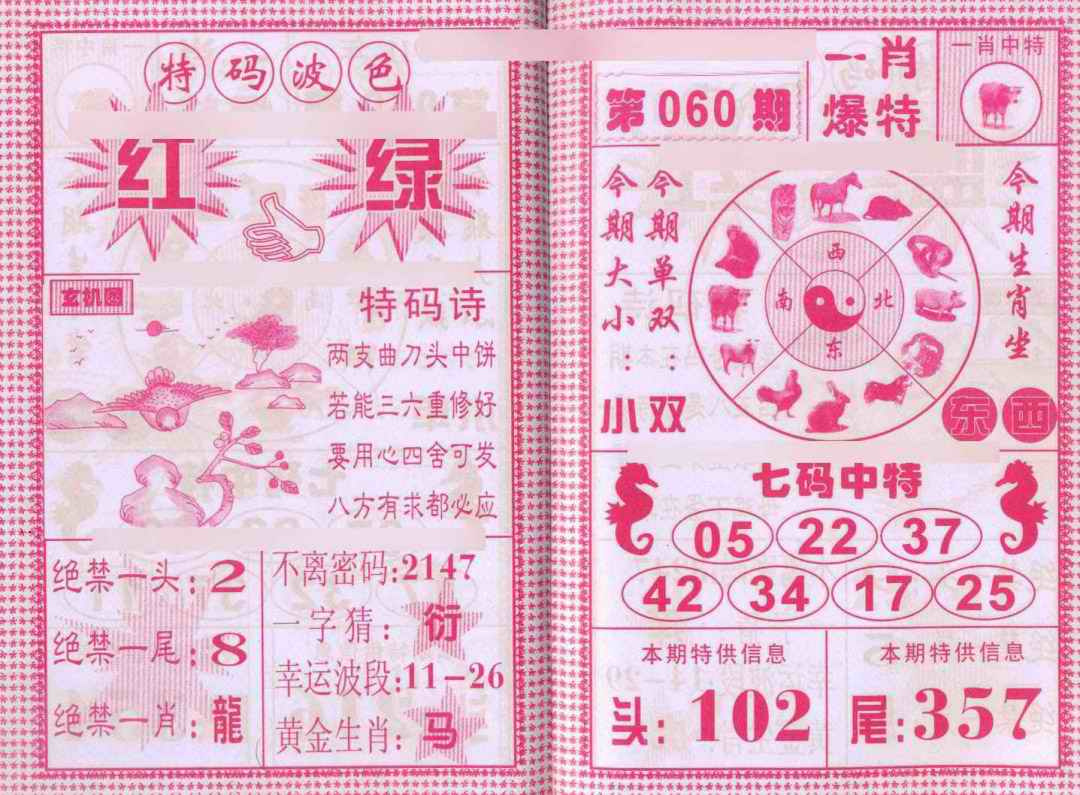 特码波色
红 绿
玄机图
特码诗
两支曲刀头中饼
若能三六重修好
要用心四舍可发
八方有求都必应
绝禁一头:2
绝禁一尾:8
绝禁一肖:龍
不离密码:2147
一字猜:衍
幸运波段:11-26
黄金生肖:马
第060期
一肖
爆特
一肖中特
今期大小:小
今期单双:双
西
南 北
东
今期生肖坐
东西
七码中特
05 22 37
42 34 17 25
本期特供信息
头:102
本期特供信息
尾:357